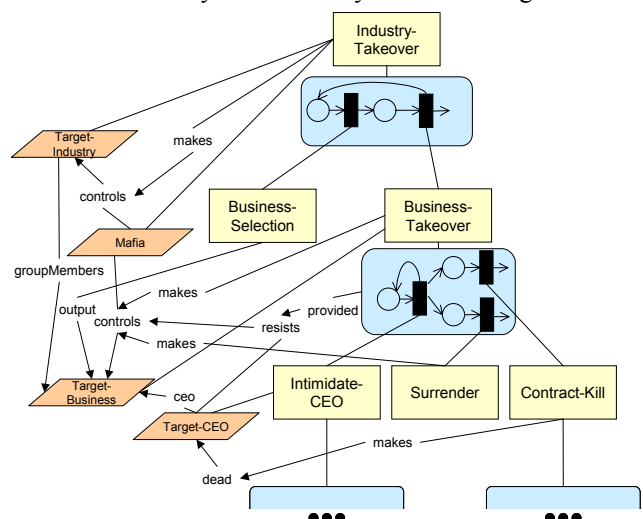 Industry-
Takeover
makes
Target-
Industry
controls
Business-
Selection
Business-
Takeover
Mafia
groupMembers
makes
provided
output
controls
resists
makes
Intimidate-
CEO
Surrender
Contract-Kill
Target-
Business
ceo
Target-CEO
makes
dead